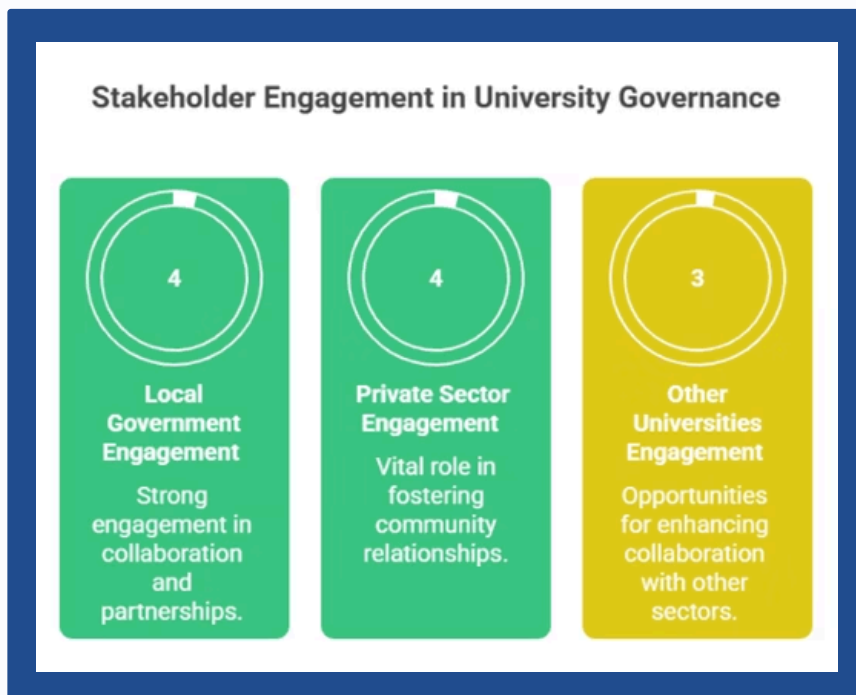 Stakeholder Engagement in University Governance
4
Local
Government
Engagement
Strong
engagement in
collaboration
and
partnerships.
4
Private Sector
Engagement
Vital role in
fostering
community
relationships.
3
Other
Universities
Engagement
Opportunities
for enhancing
collaboration
with other
sectors.